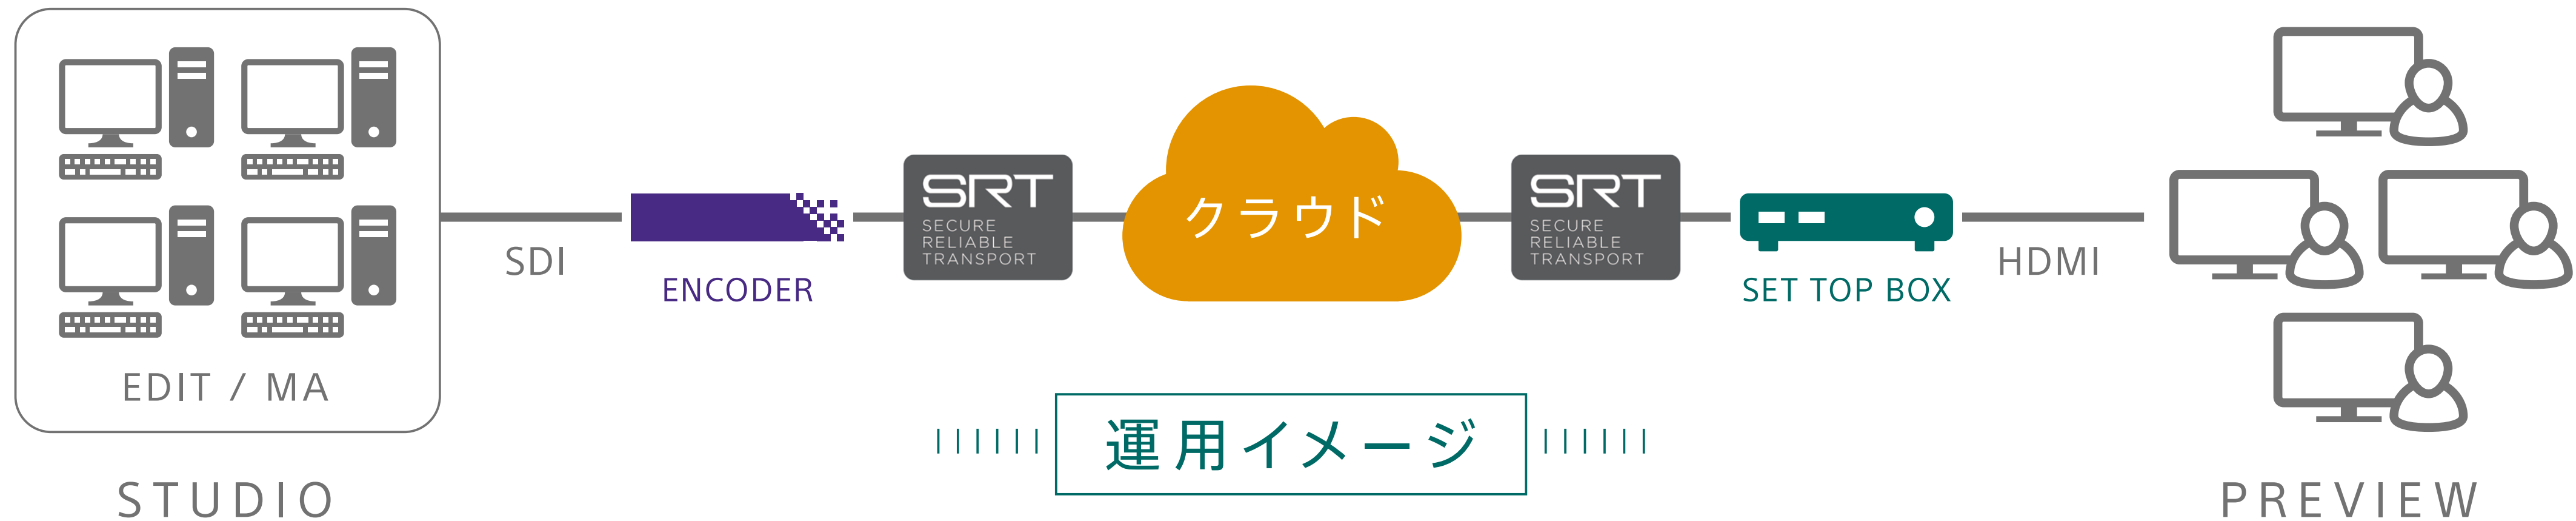 EDIT / MA
STUDIO
SDI
ENCODER
SRT
SECURE
RELIABLE
TRANSPORT
クラウド
SRT
SECURE
RELIABLE
TRANSPORT
SET TOP BOX
HDMI
PREVIEW
運用イメージ